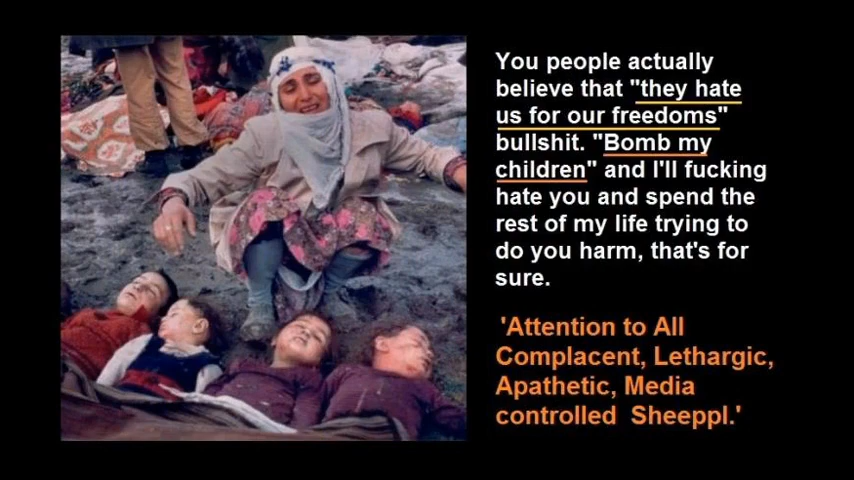 You people actually
believe that "they hate
us for our freedoms"
bullshit. "Bomb my
children" and I'll fucking
hate you and spend the
rest of my life trying to
do you harm, that's for
sure.
'Attention to All
Complacent, Lethargic,
Apathetic, Media
controlled Sheeppl.'